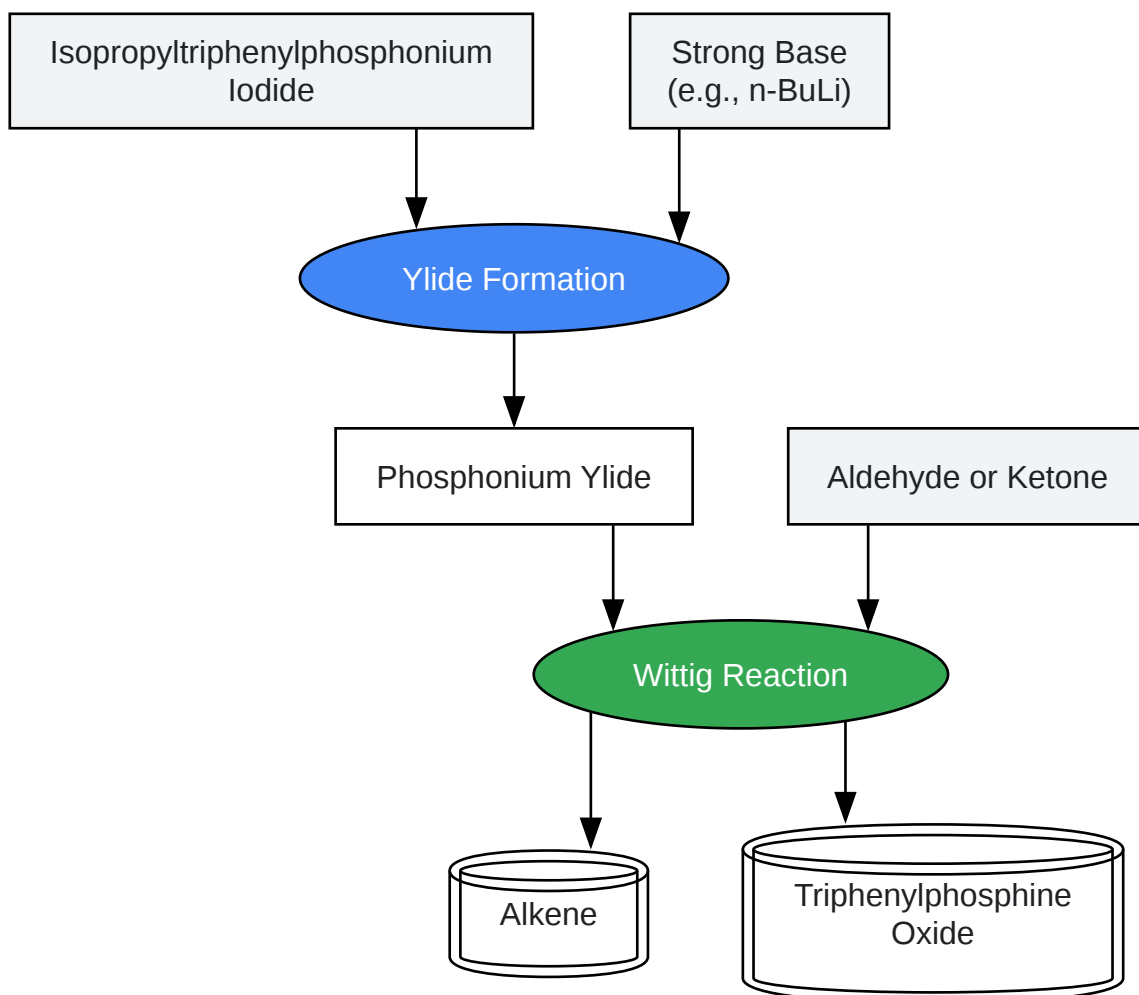 Isopropyltriphenylphosphonium
Iodide
Strong Base
(e.g., n-BuLi)
Ylide Formation
Phosphonium Ylide
Aldehyde or Ketone
Wittig Reaction
Alkene
Triphenylphosphine
Oxide